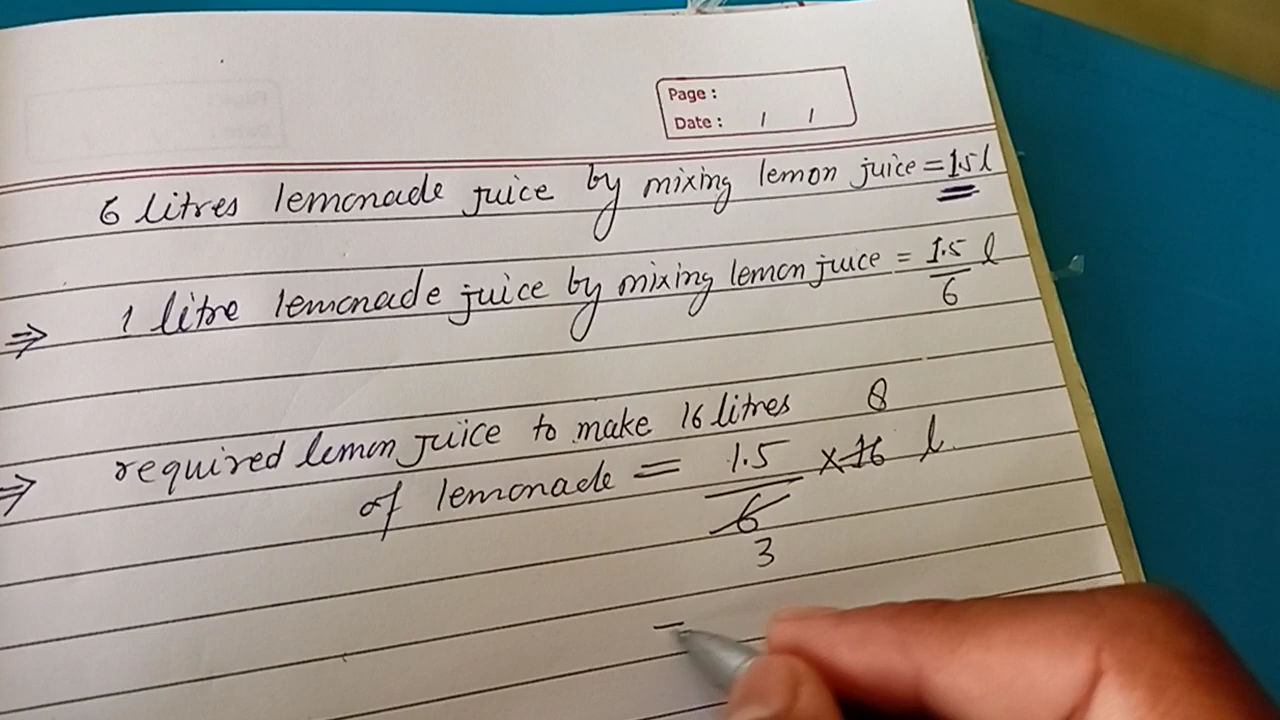 Page :
Date : / /
6 litres lemonade juice by mixing lemon juice = 1.5 l
⇒ 1 litre lemonade juice by mixing lemon juice = 1.5/6 l
⇒ required lemon juice to make 16 litres
of lemonade = 1.5/6 × 16 l
8
3
=